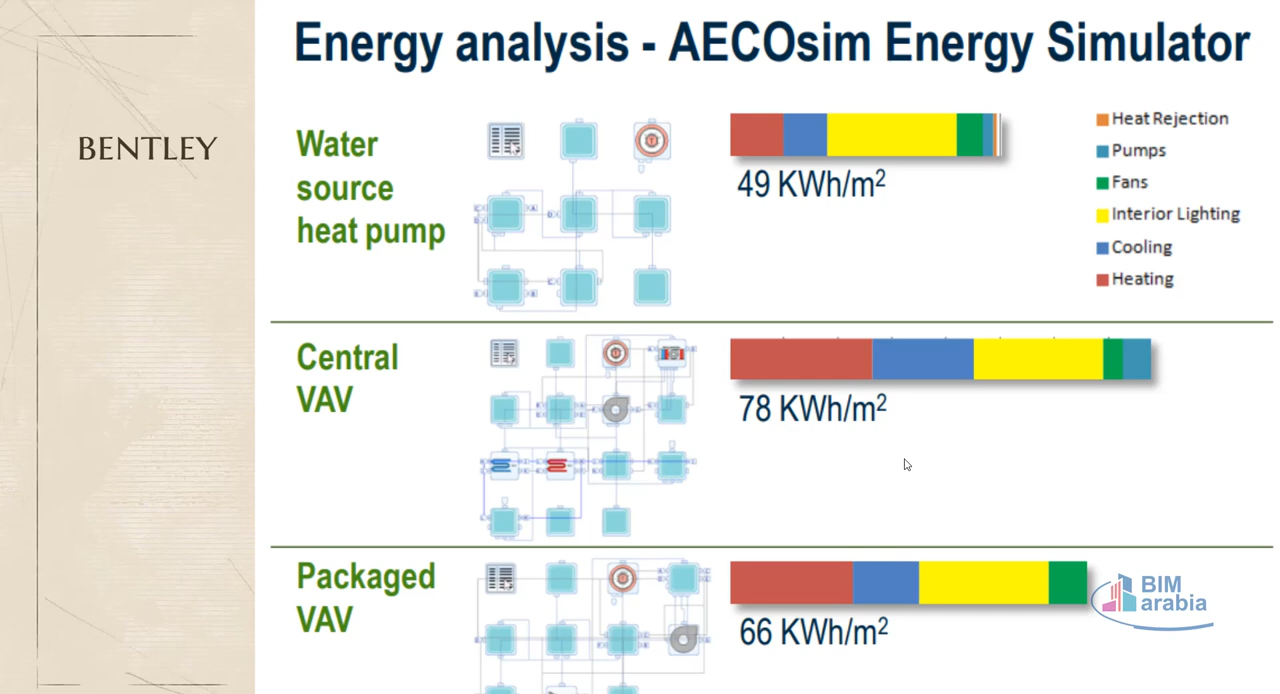 Energy analysis - AECOsim Energy Simulator
BENTLEY
Water
source
heat pump
49 KWh/m²
Heat Rejection
Pumps
Fans
Interior Lighting
Cooling
Heating
Central
VAV
78 KWh/m²
Packaged
VAV
66 KWh/m²
BIM
arabia